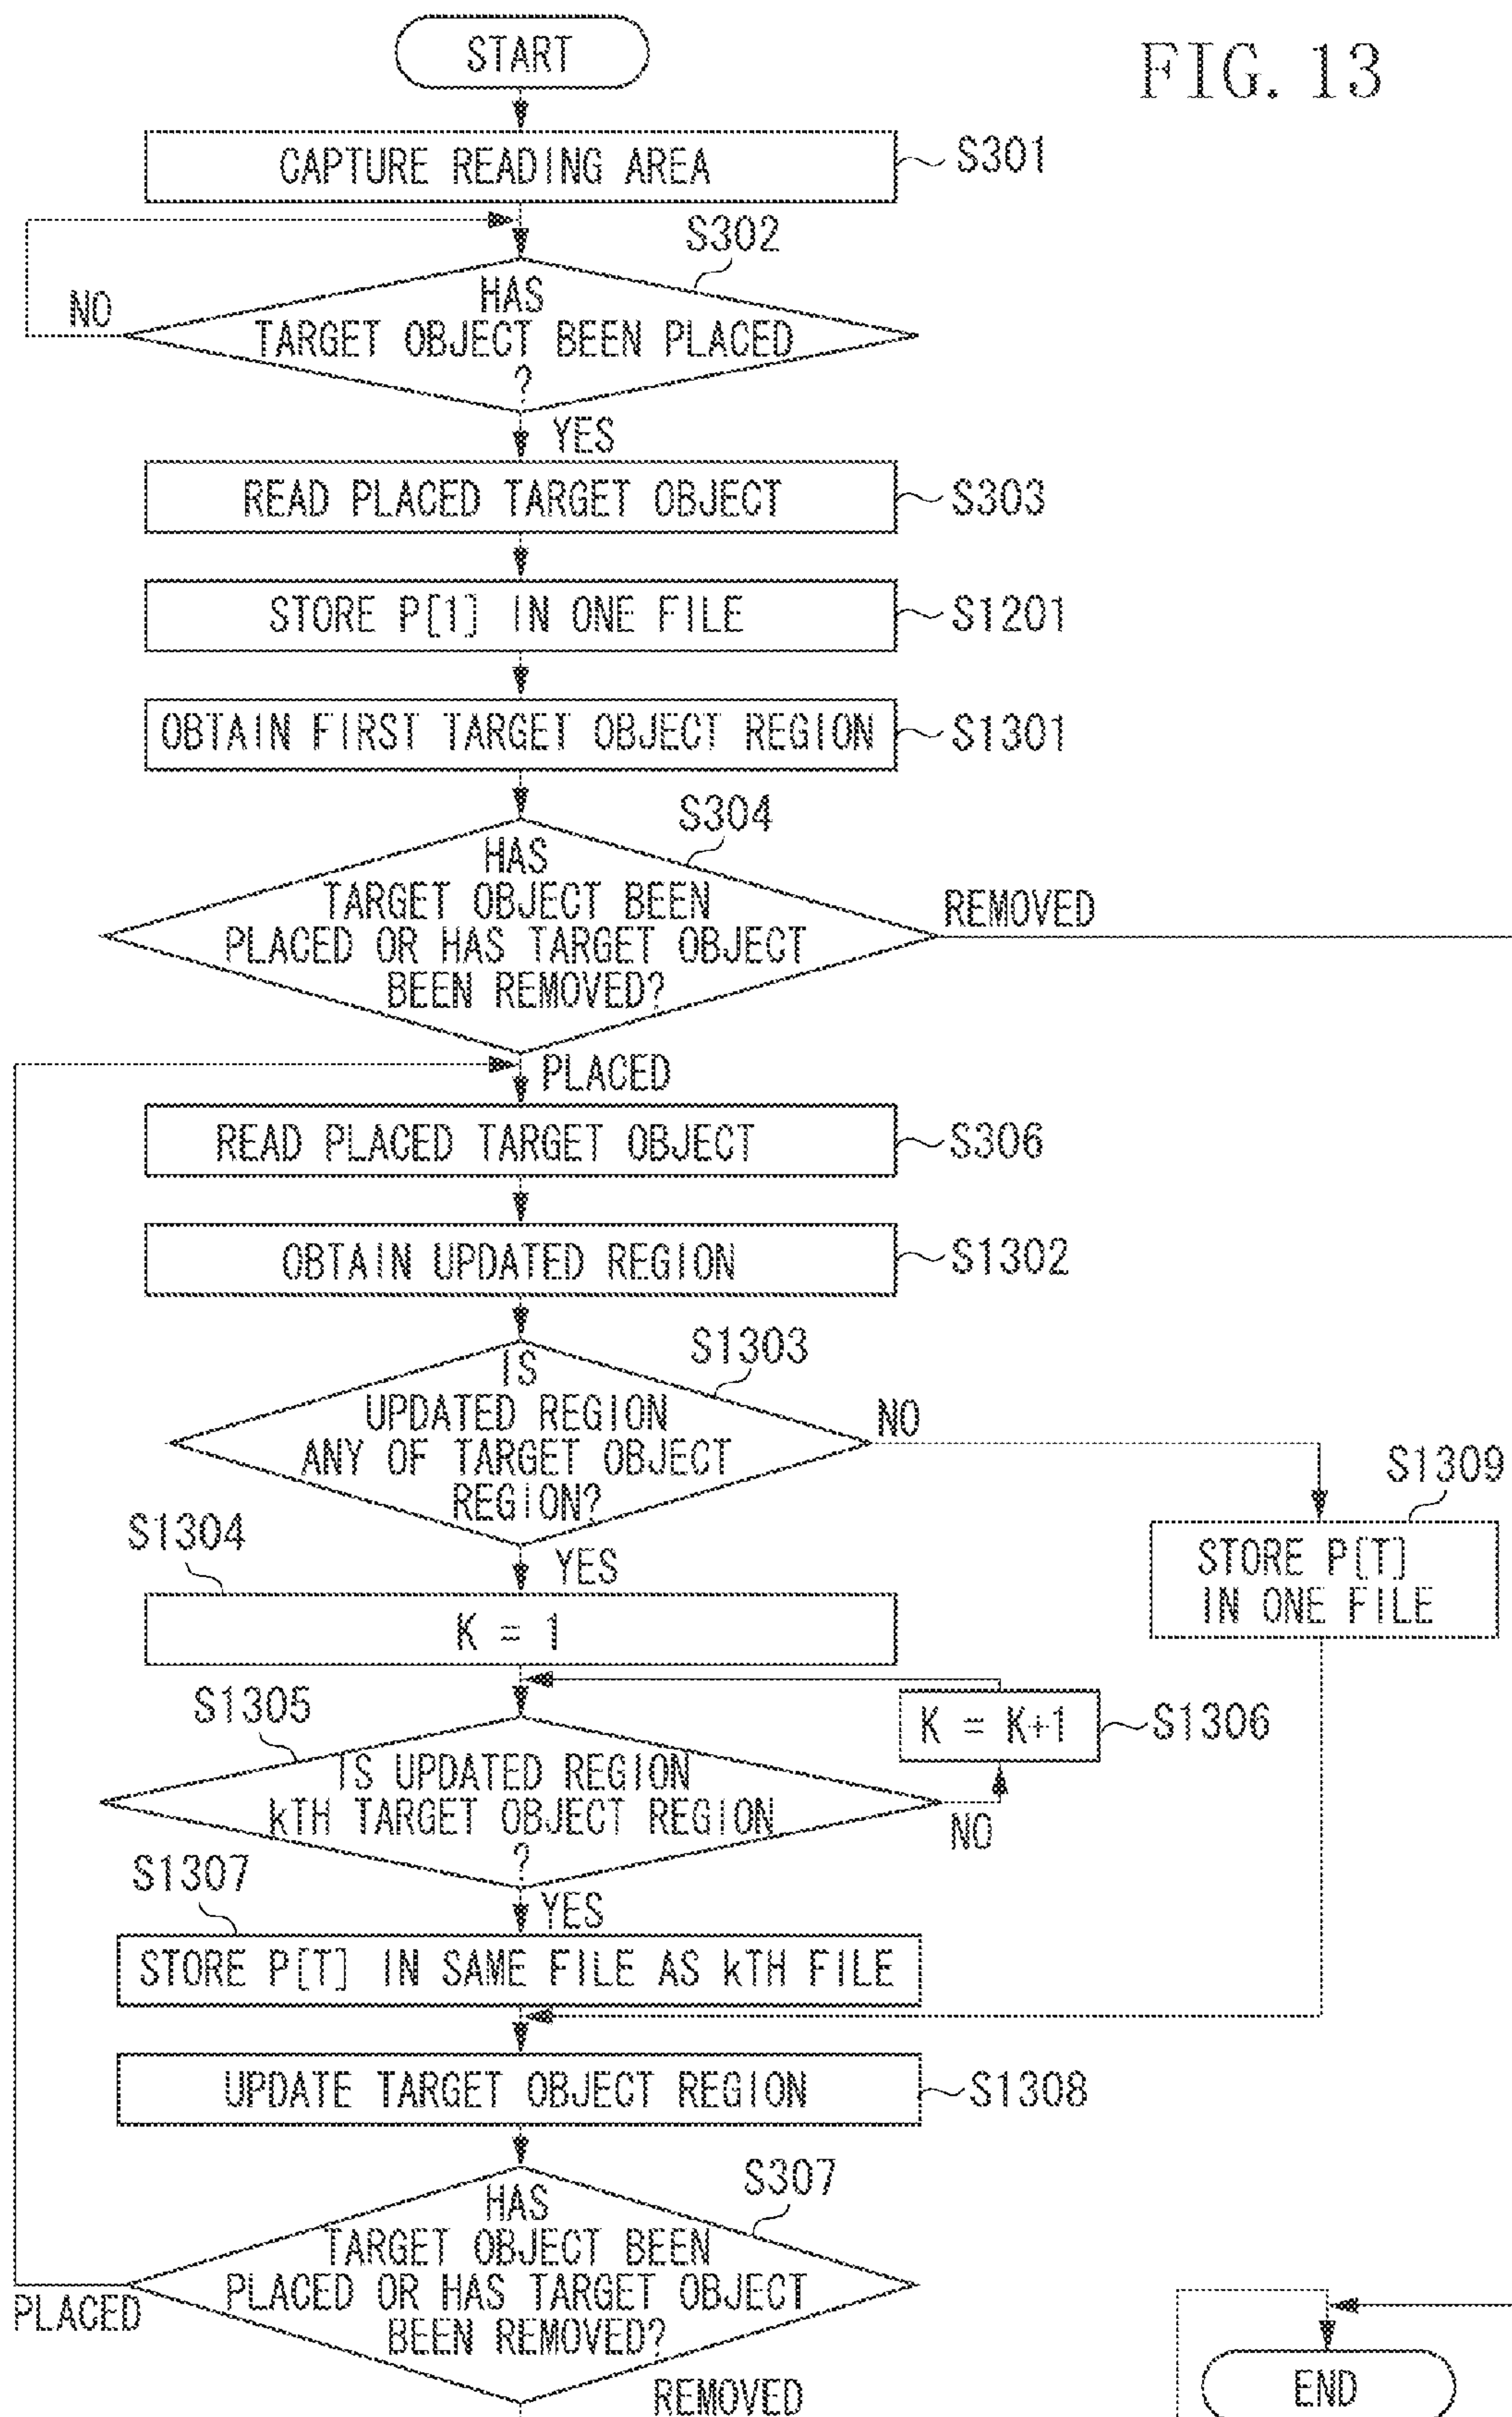 FIG. 13
START
CAPTURE READING AREA
S301
S302
HAS
TARGET OBJECT BEEN PLACED
?
NO
YES
READ PLACED TARGET OBJECT
S303
STORE P[1] IN ONE FILE
S1201
OBTAIN FIRST TARGET OBJECT REGION
S1301
S304
HAS
TARGET OBJECT BEEN
PLACED OR HAS TARGET OBJECT
BEEN REMOVED?
REMOVED
PLACED
READ PLACED TARGET OBJECT
S306
OBTAIN UPDATED REGION
S1302
S1303
IS
UPDATED REGION
ANY OF TARGET OBJECT
REGION?
NO
YES
S1309
STORE P[T]
IN ONE FILE
S1304
K = 1
S1305
IS UPDATED REGION
kTH TARGET OBJECT REGION
?
K = K+1
S1306
NO
YES
S1307
STORE P[T] IN SAME FILE AS kTH FILE
UPDATE TARGET OBJECT REGION
S1308
S307
HAS
TARGET OBJECT BEEN
PLACED OR HAS TARGET OBJECT
BEEN REMOVED?
PLACED
REMOVED
END